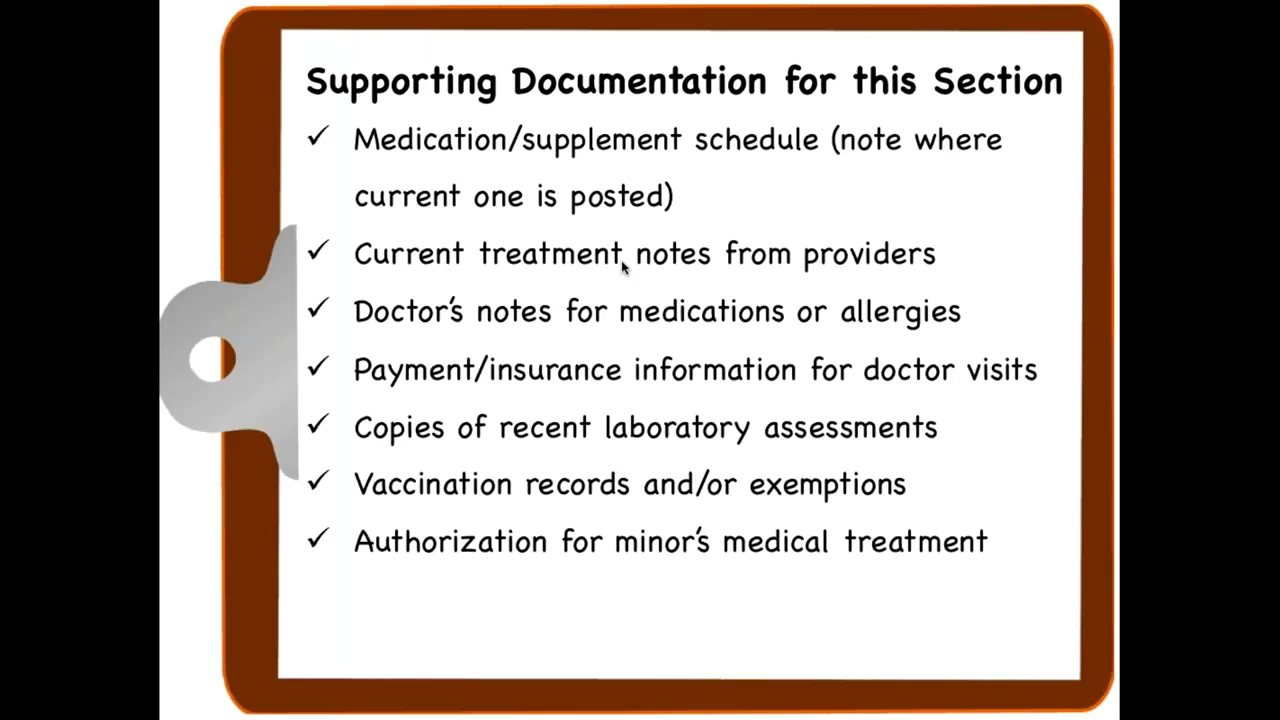 Supporting Documentation for this Section
✓ Medication/supplement schedule (note where
current one is posted)
✓ Current treatment notes from providers
✓ Doctor's notes for medications or allergies
✓ Payment/insurance information for doctor visits
✓ Copies of recent laboratory assessments
✓ Vaccination records and/or exemptions
✓ Authorization for minor's medical treatment